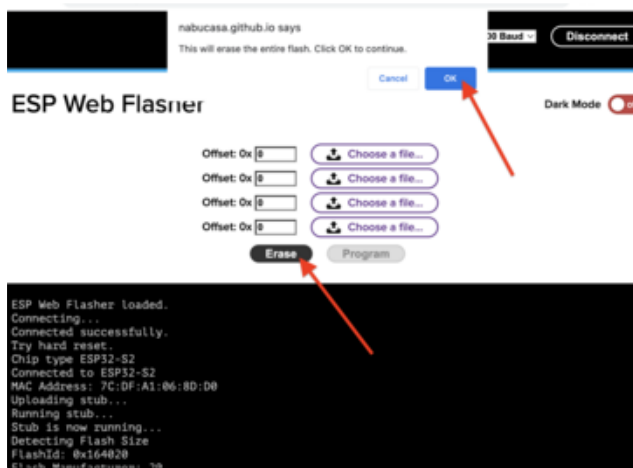 nabucasa.github.io says
This will erase the entire flash. Click OK to continue.
Cancel OK
00 Baud Disconnect
ESP Web Flasher
Dark Mode
Offset: 0x 0 Choose a file...
Offset: 0x 0 Choose a file...
Offset: 0x 0 Choose a file...
Offset: 0x 0 Choose a file...
Erase Program
ESP Web Flasher loaded.
Connecting...
Connected successfully.
Try hard reset.
Chip type ESP32-S2
Connected to ESP32-S2
MAC Address: 7C:DF:A1:06:8D:D0
Uploading stub...
Running stub...
Stub is now running...
Detecting Flash Size
FlashId: 0x164020
Flash Manufacturer: 20